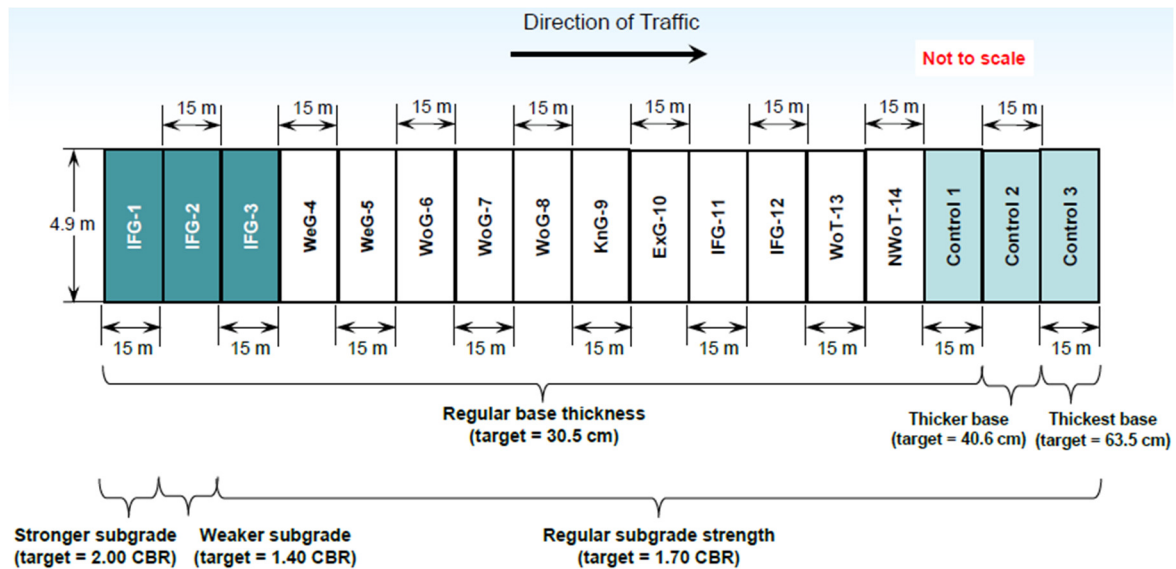 Direction of Traffic
Not to scale
15 m 15 m 15 m 15 m 15 m 15 m 15 m 15 m
4.9 m
IFG-1
IFG-2
IFG-3
WeG-4
WeG-5
WoG-6
WoG-7
WoG-8
KnG-9
ExG-10
IFG-11
IFG-12
WoT-13
NWoT-14
Control 1
Control 2
Control 3
15 m 15 m 15 m 15 m 15 m 15 m 15 m 15 m 15 m
Regular base thickness
(target = 30.5 cm)
Thicker base
(target = 40.6 cm)
Thickest base
(target = 63.5 cm)
Stronger subgrade
(target = 2.00 CBR)
Weaker subgrade
(target = 1.40 CBR)
Regular subgrade strength
(target = 1.70 CBR)